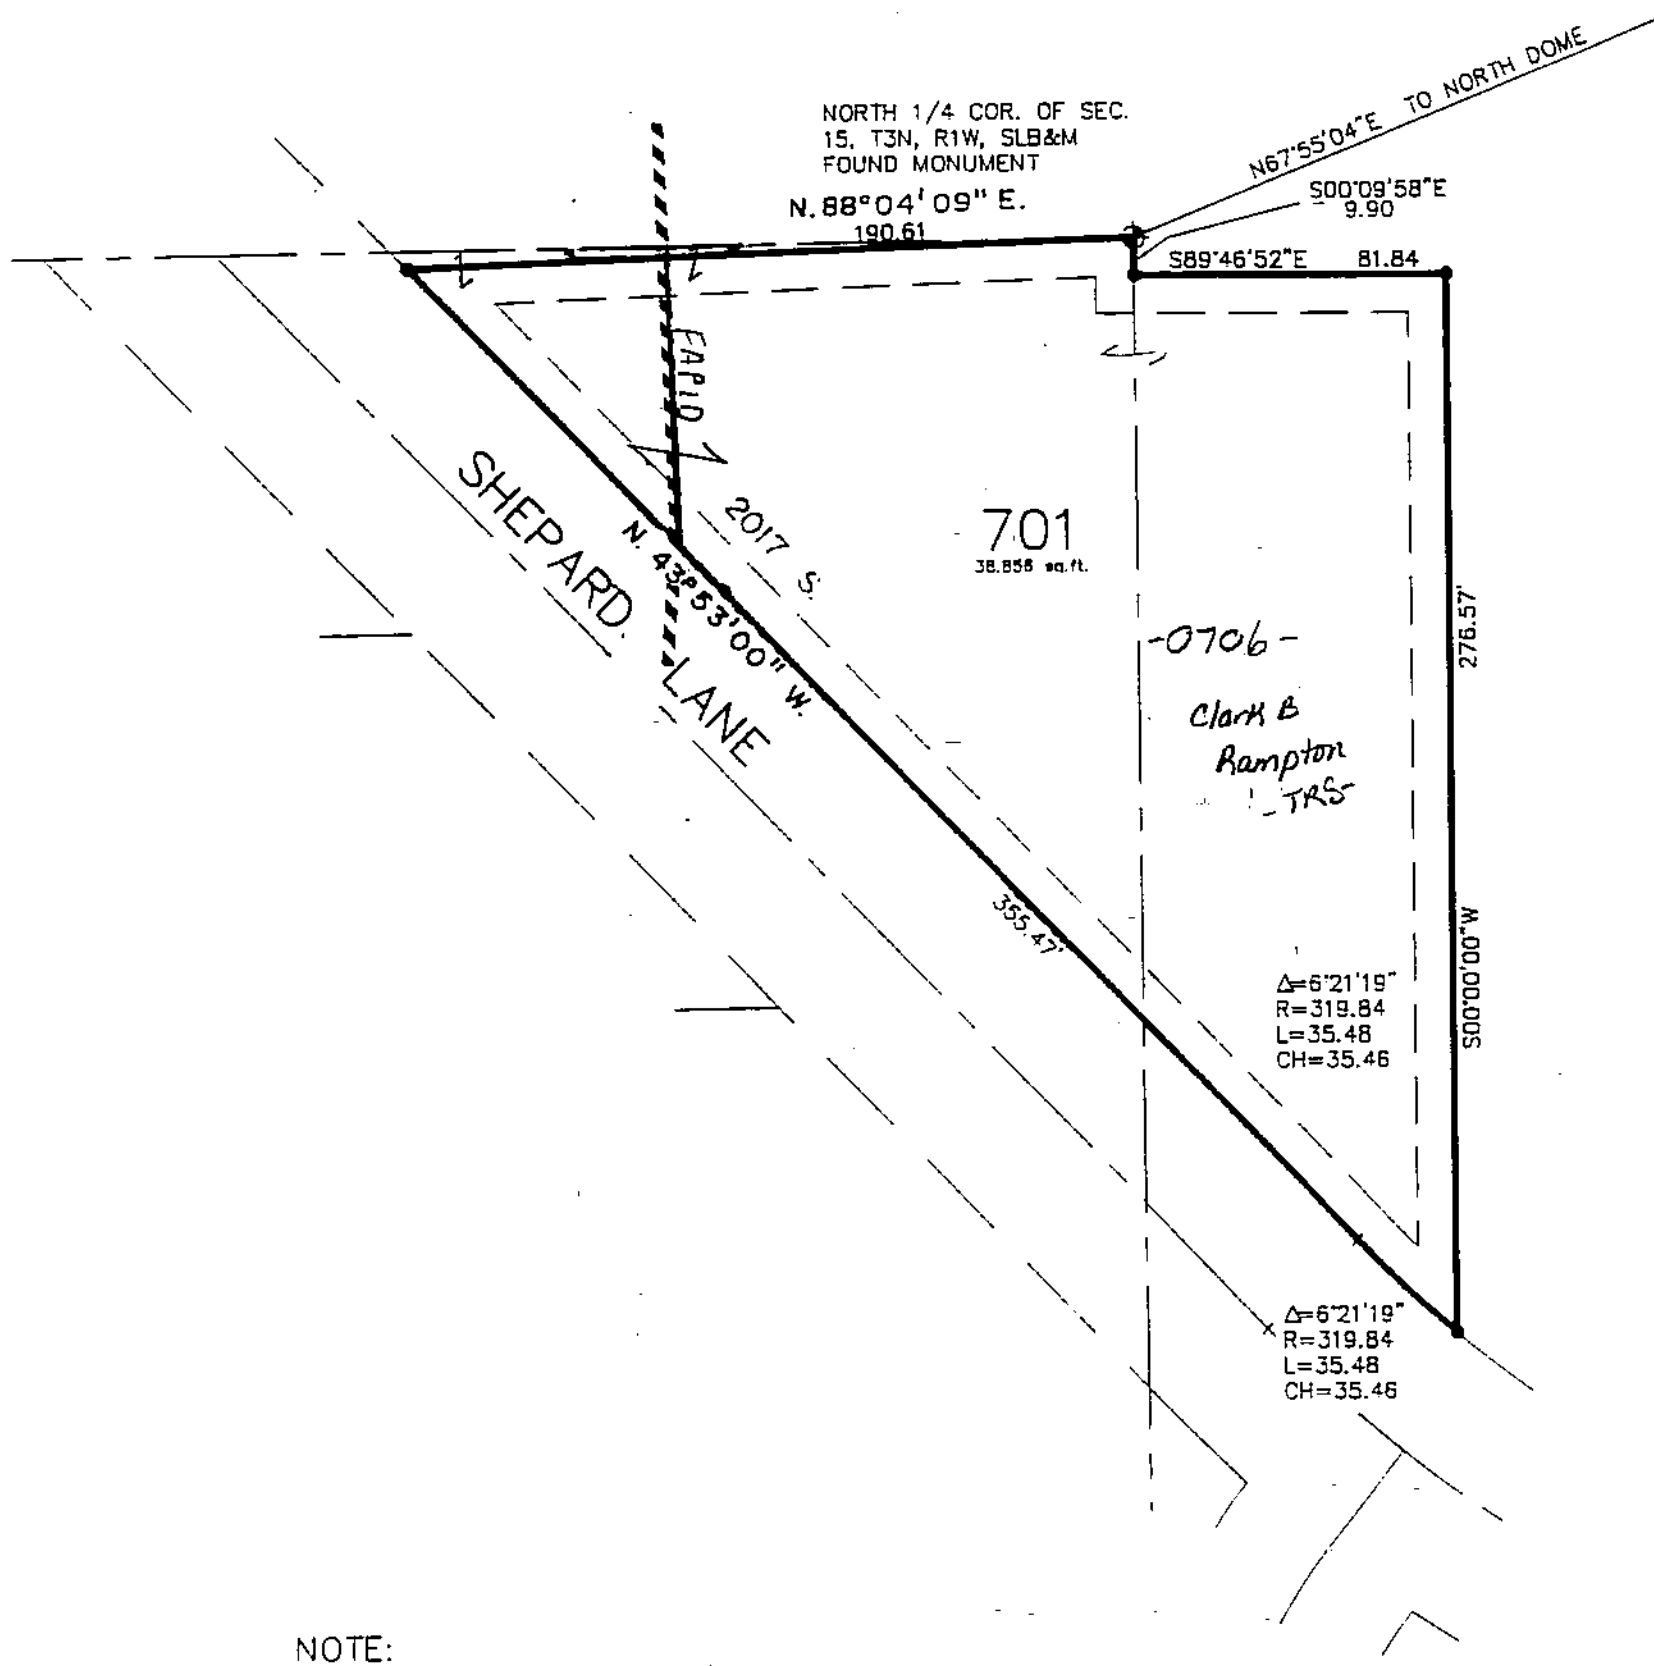 N67°55'04"E TO NORTH DOME
NORTH 1/4 COR. OF SEC.
15, T3N, R1W, SLB&M
FOUND MONUMENT
N. 88°04'09" E.
190.61
S00°09'58"E
9.90
S89°46'52"E 81.84
2017 S.
701
38,856 sq.ft.
SHEPARD LANE
N. 43°53'00" W.
276.57'
-0706-
Clark B
Rampton
-TRS-
355.47'
S00°00'00"W
Δ=6°21'19"
R=319.84
L=35.48
CH=35.46
Δ=6°21'19"
R=319.84
L=35.48
CH=35.46
NOTE: